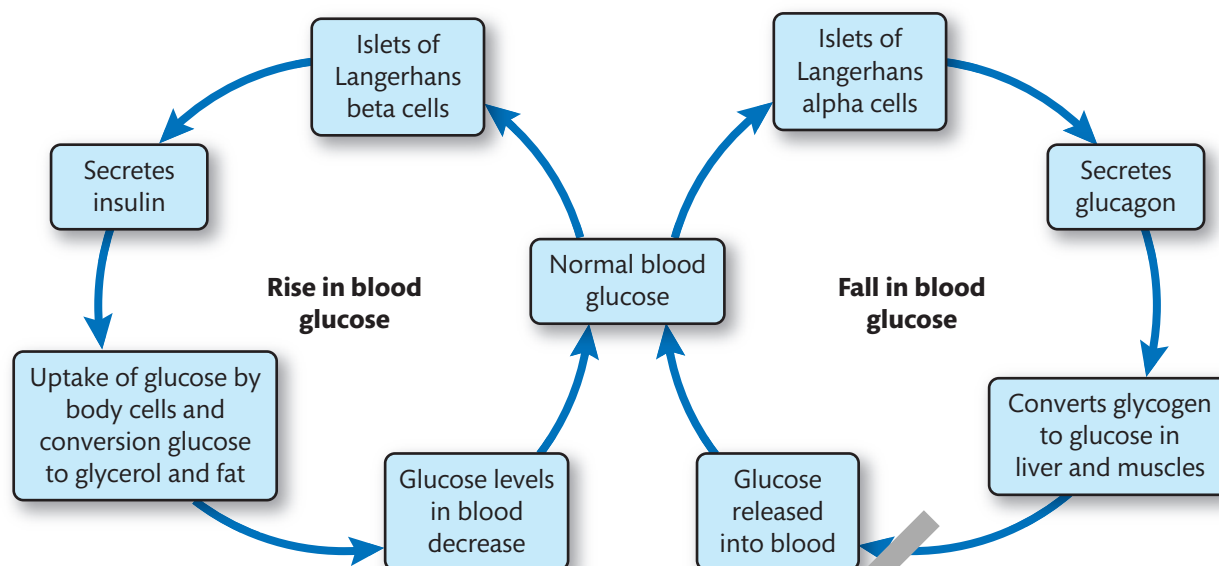 Islets of
Langerhans
beta cells
Secretes
insulin
Uptake of glucose by
body cells and
conversion glucose
to glycerol and fat
Glucose levels
in blood
decrease
Rise in blood
glucose
Normal blood
glucose
Islets of
Langerhans
alpha cells
Secretes
glucagon
Converts glycogen
to glucose in
liver and muscles
Glucose
released
into blood
Fall in blood
glucose